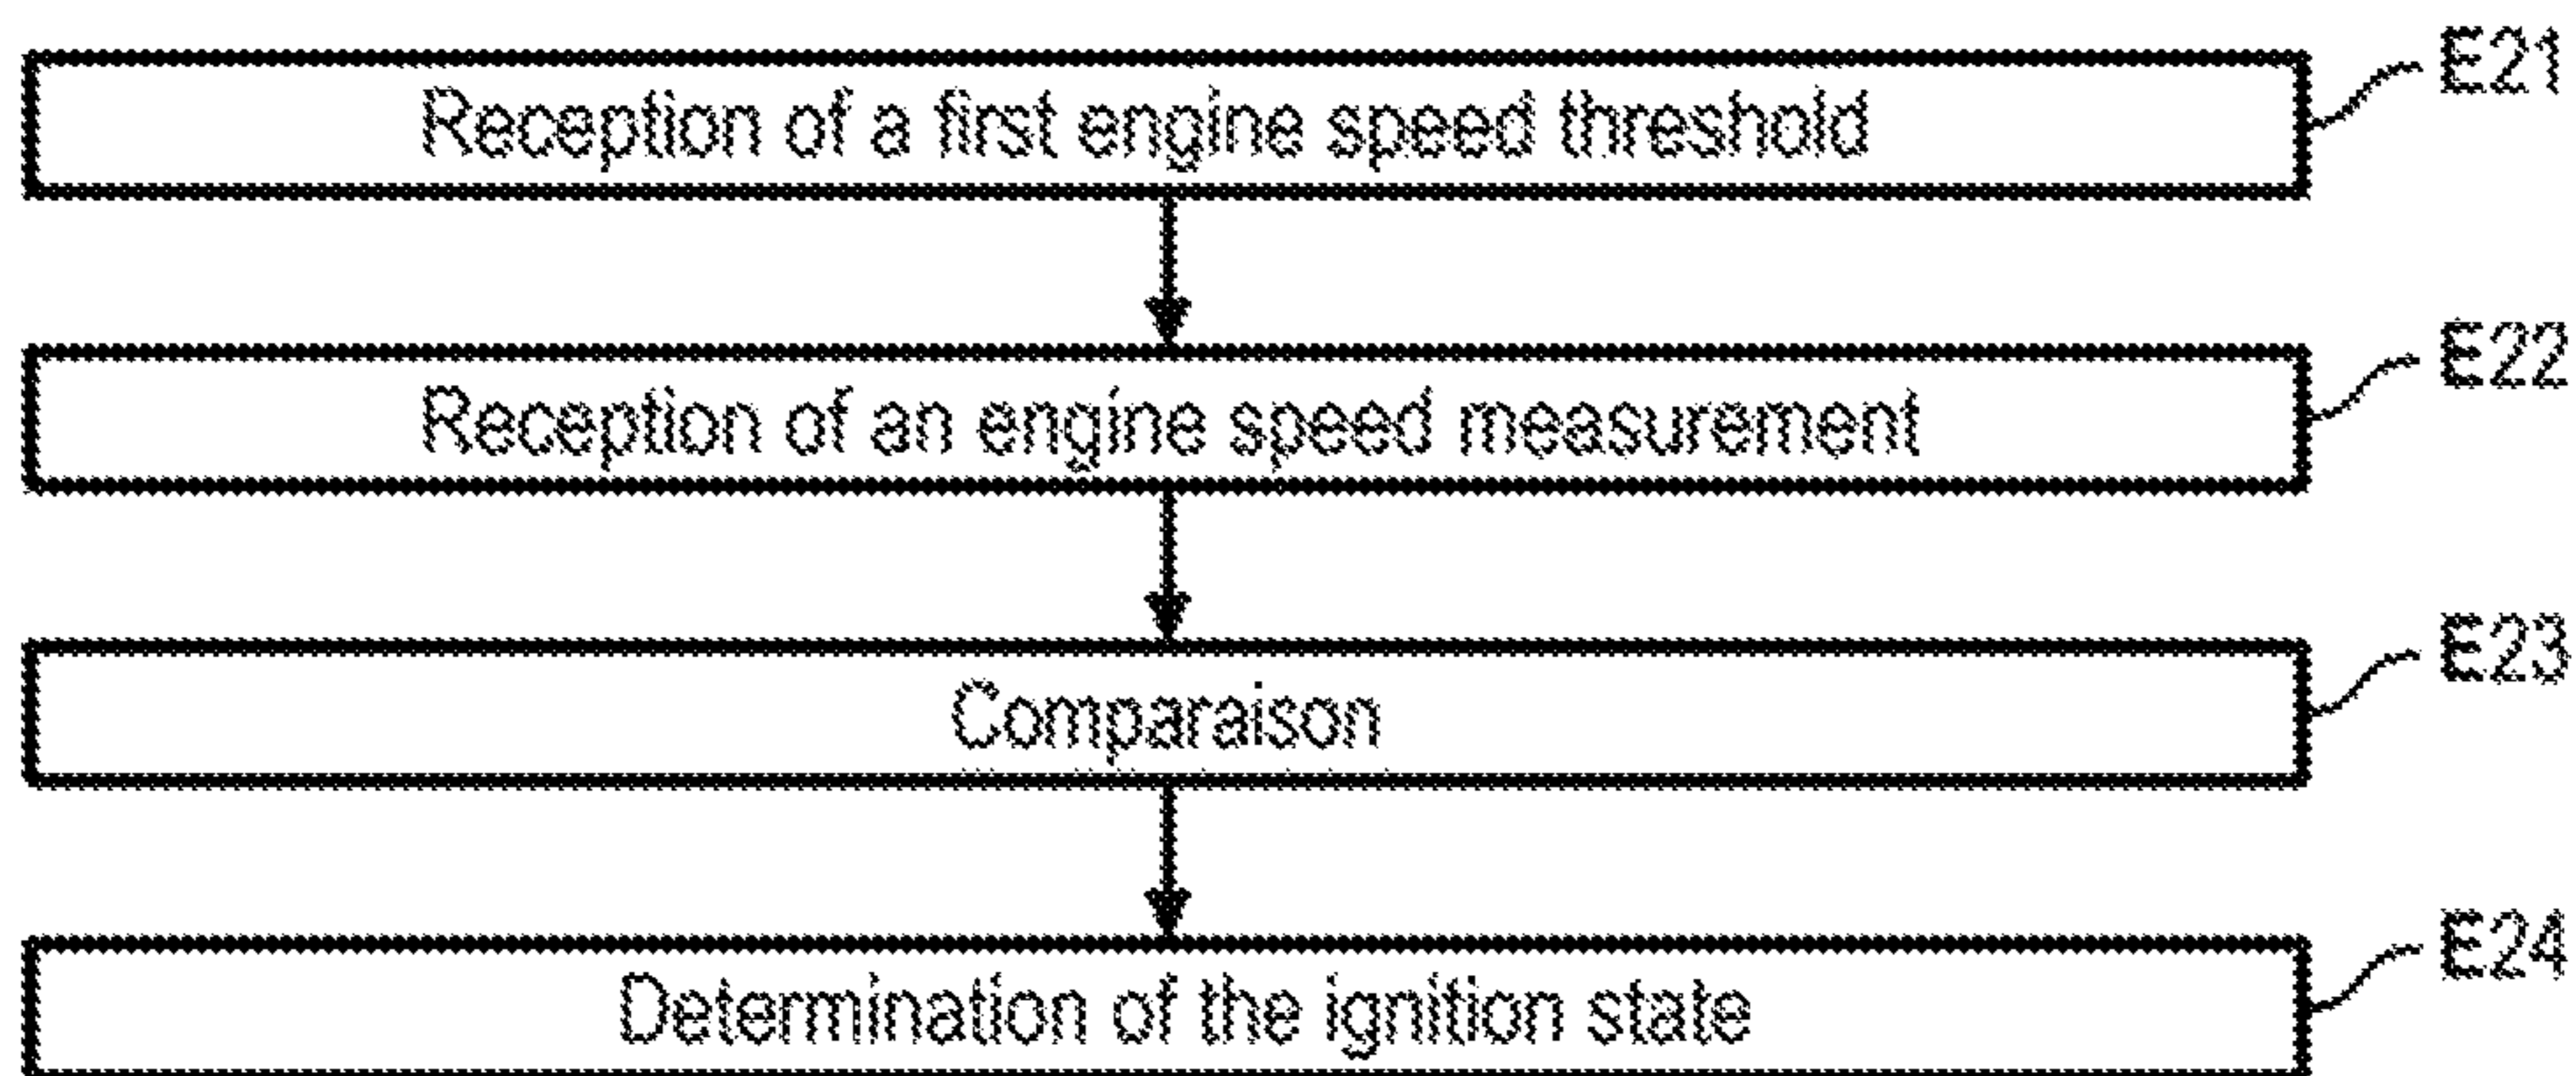 Reception of a first engine speed threshold
E21
Reception of an engine speed measurement
E22
Comparaison
E23
Determination of the ignition state
E24